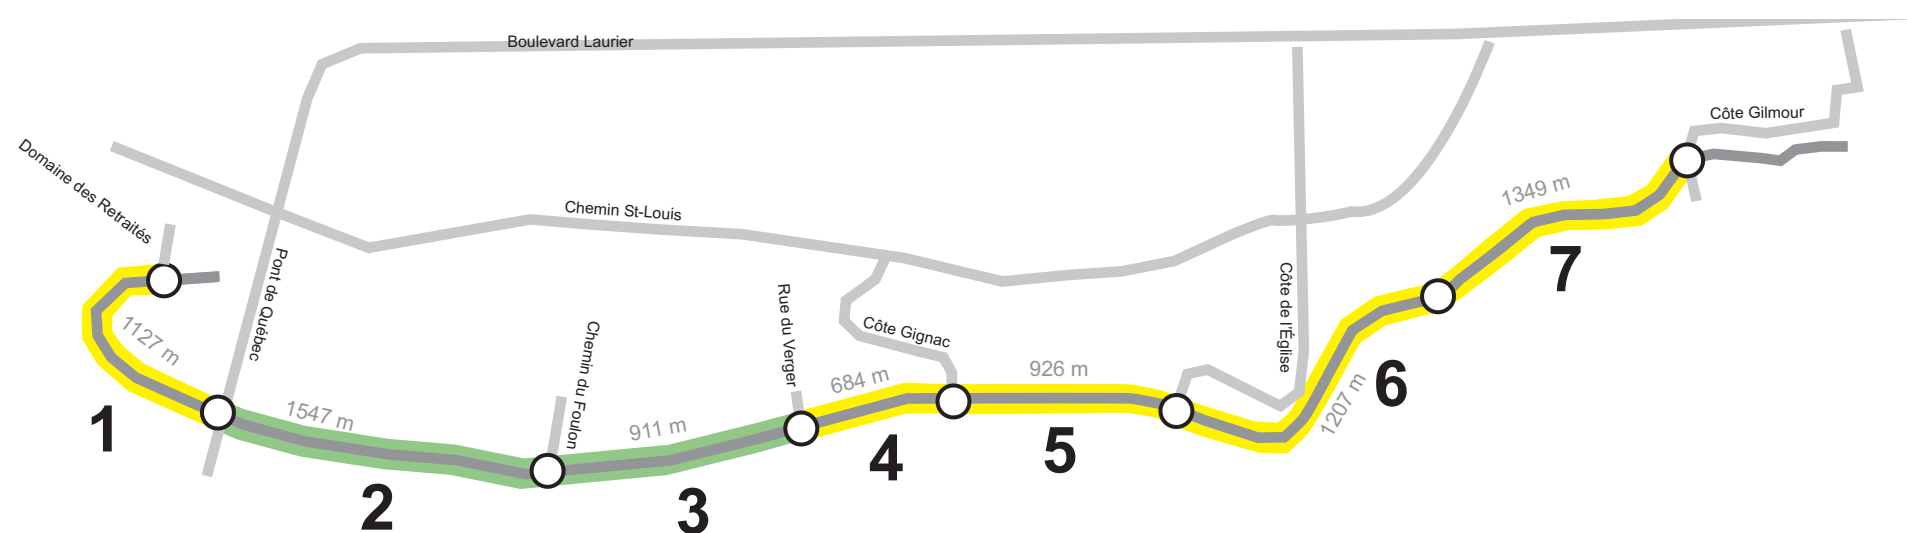 Boulevard Laurier
Côte Gilmour
Domaine des Retraités
Chemin St-Louis
1349 m
Pont de Québec
Côte de l'Église
7
Rue du Verger
1127 m
Chemin du Foulon
Côte Gignac
684 m
926 m
6
1207 m
1
1547 m
911 m
4
5
2
3